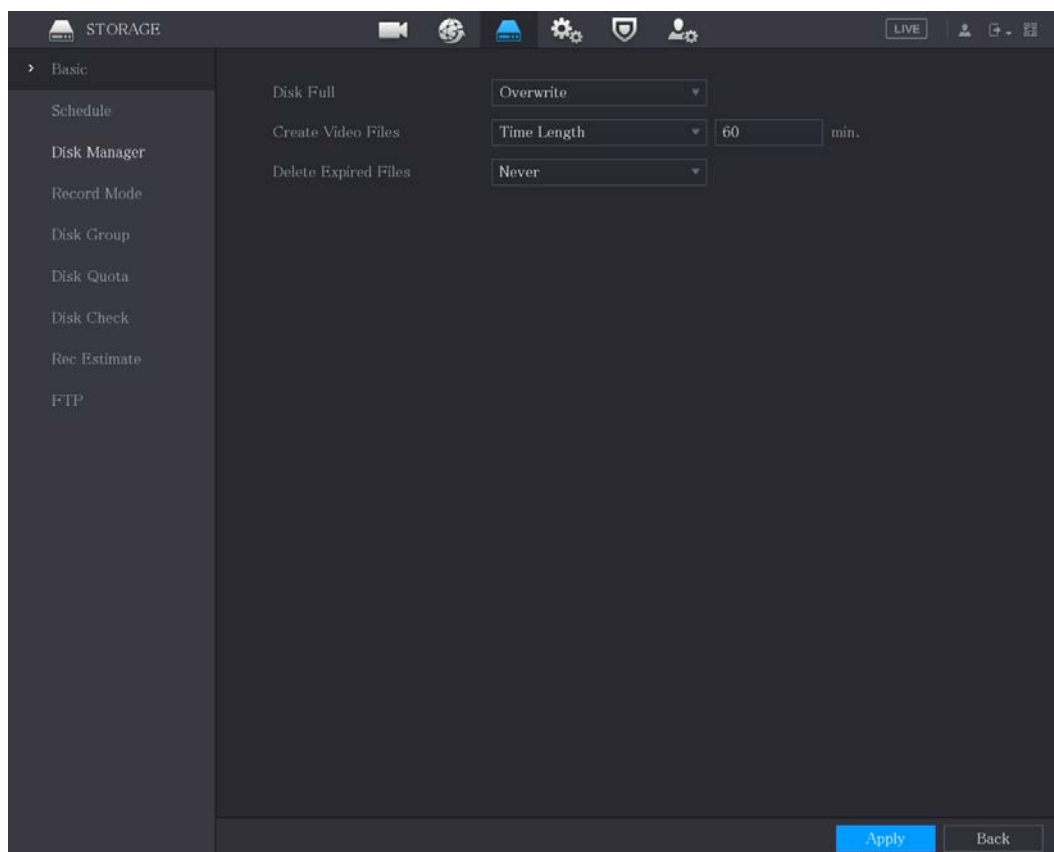 STORAGE
LIVE
Basic
Schedule
Disk Manager
Record Mode
Disk Group
Disk Quota
Disk Check
Rec Estimate
FTP
Disk Full Overwrite
Create Video Files Time Length 60 min.
Delete Expired Files Never
Apply Back